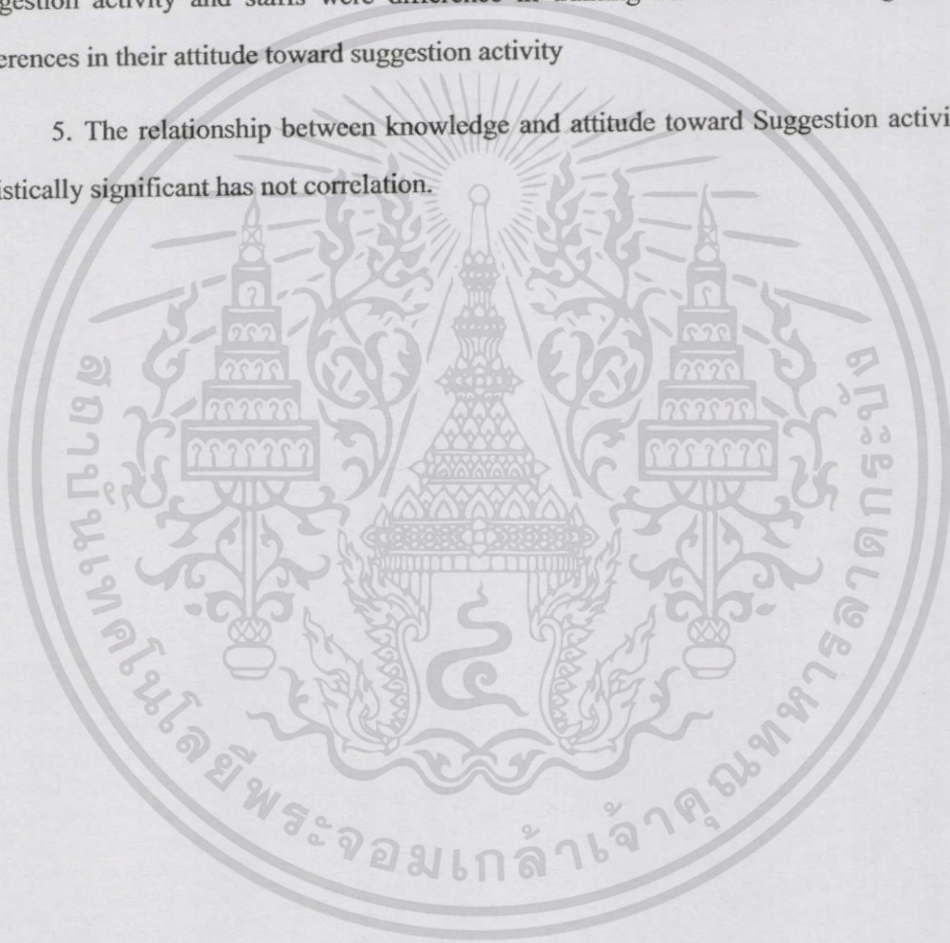 activity and
in their attitude toward suggestion activity
5. The relationship between knowledge and attitude toward Suggestion
significant has not correlation.
สถาบันเทคโนโลยีพระจอมเกล้าเจ้าคุณทหารลาดกระบัง